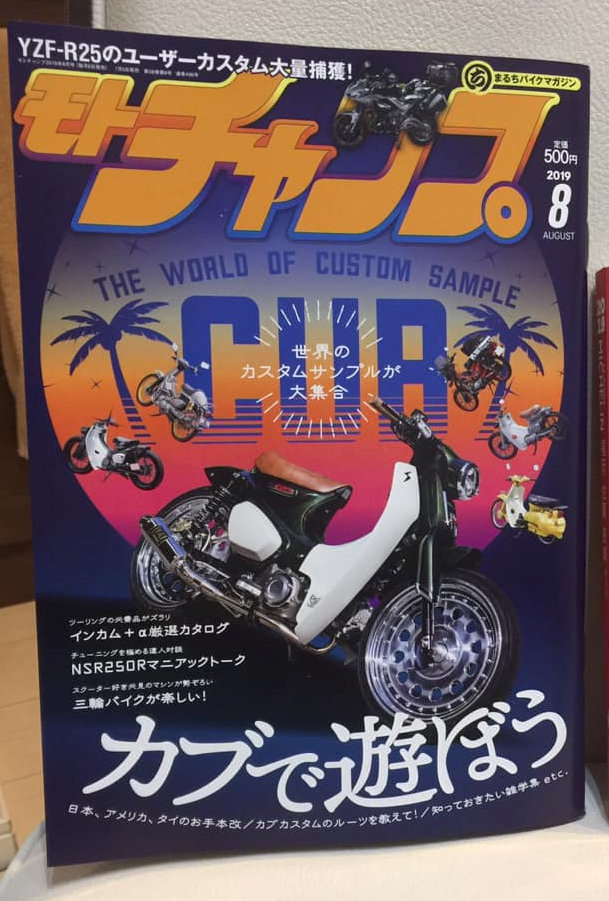 YZF-R25のユーザーカスタム大量捕獲!
モトチャンプ
ち まるちバイクマガジン
定価
500円
2019
8
AUGUST
THE WORLD OF CUSTOM SAMPLE
CUB
世界の
カスタムサンプルが
大集合
ツーリングの必需品がズラリ
インカム+α厳選カタログ
チューニングを極める達人対談
NSR250Rマニアックトーク
スクーター好き必見のマシンが勢ぞろい
三輪バイクが楽しい!
カブで遊ぼう
日本、アメリカ、タイのお手本改/カブカスタムのルーツを教えて!/知っておきたい雑学集 etc.